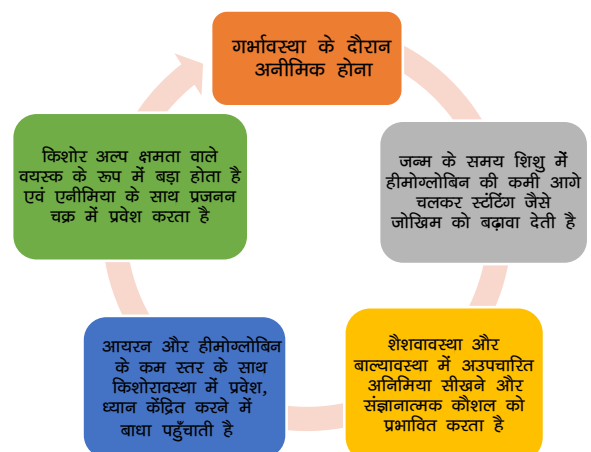 गर्भावस्था के दौरान
अनीमिक होना
जन्म के समय शिशु में
हीमोग्लोबिन की कमी आगे
चलकर स्टंटिंग जैसे
जोखिम को बढ़ावा देती है
शैशवावस्था और
बाल्यावस्था में अउपचारित
अनिमिया सीखने और
संज्ञानात्मक कौशल को
प्रभावित करता है
आयरन और हीमोग्लोबिन
के कम स्तर के साथ
किशोरावस्था में प्रवेश,
ध्यान केंद्रित करने में
बाधा पहुँचाती है
किशोर अल्प क्षमता वाले
वयस्क के रूप में बड़ा होता है
एवं एनीमिया के साथ प्रजनन
चक्र में प्रवेश करता है